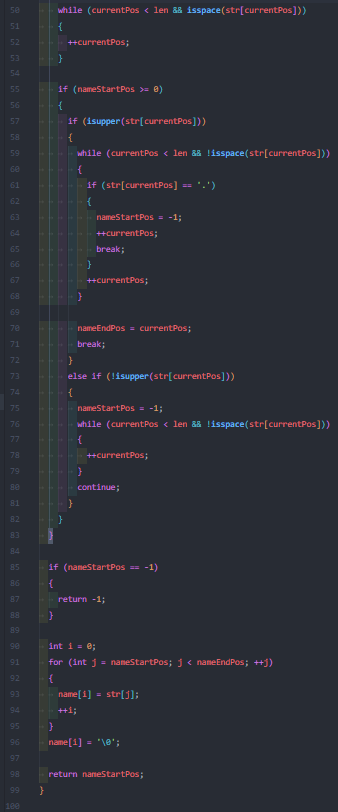 50 while (currentPos < len && isspace(str[currentPos]))
51 {
52 ++currentPos;
53 }
54
55 if (nameStartPos >= 0)
56 {
57 if (isupper(str[currentPos]))
58 {
59 while (currentPos < len && !isspace(str[currentPos]))
60 {
61 if (str[currentPos] == '.')
62 {
63 nameStartPos = -1;
64 ++currentPos;
65 break;
66 }
67 ++currentPos;
68 }
69
70 nameEndPos = currentPos;
71 break;
72 }
73 else if (!isupper(str[currentPos]))
74 {
75 nameStartPos = -1;
76 while (currentPos < len && !isspace(str[currentPos]))
77 {
78 ++currentPos;
79 }
80 continue;
81 }
82 }
83 }
84
85 if (nameStartPos == -1)
86 {
87 return -1;
88 }
89
90 int i = 0;
91 for (int j = nameStartPos; j < nameEndPos; ++j)
92 {
93 name[i] = str[j];
94 ++i;
95 }
96 name[i] = '\0';
97
98 return nameStartPos;
99 }
100